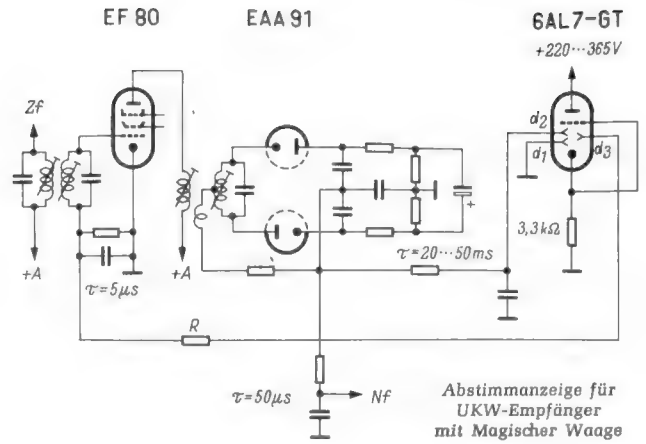 EF 80
EAA 91
6AL7-GT
+220···365V
Zf
d2
d1
d3
3,3kΩ
+A
+A
τ=5µs
τ=20···50ms
R
τ=50µs
Nf
Abstimmanzeige für
UKW-Empfänger
mit Magischer Waage